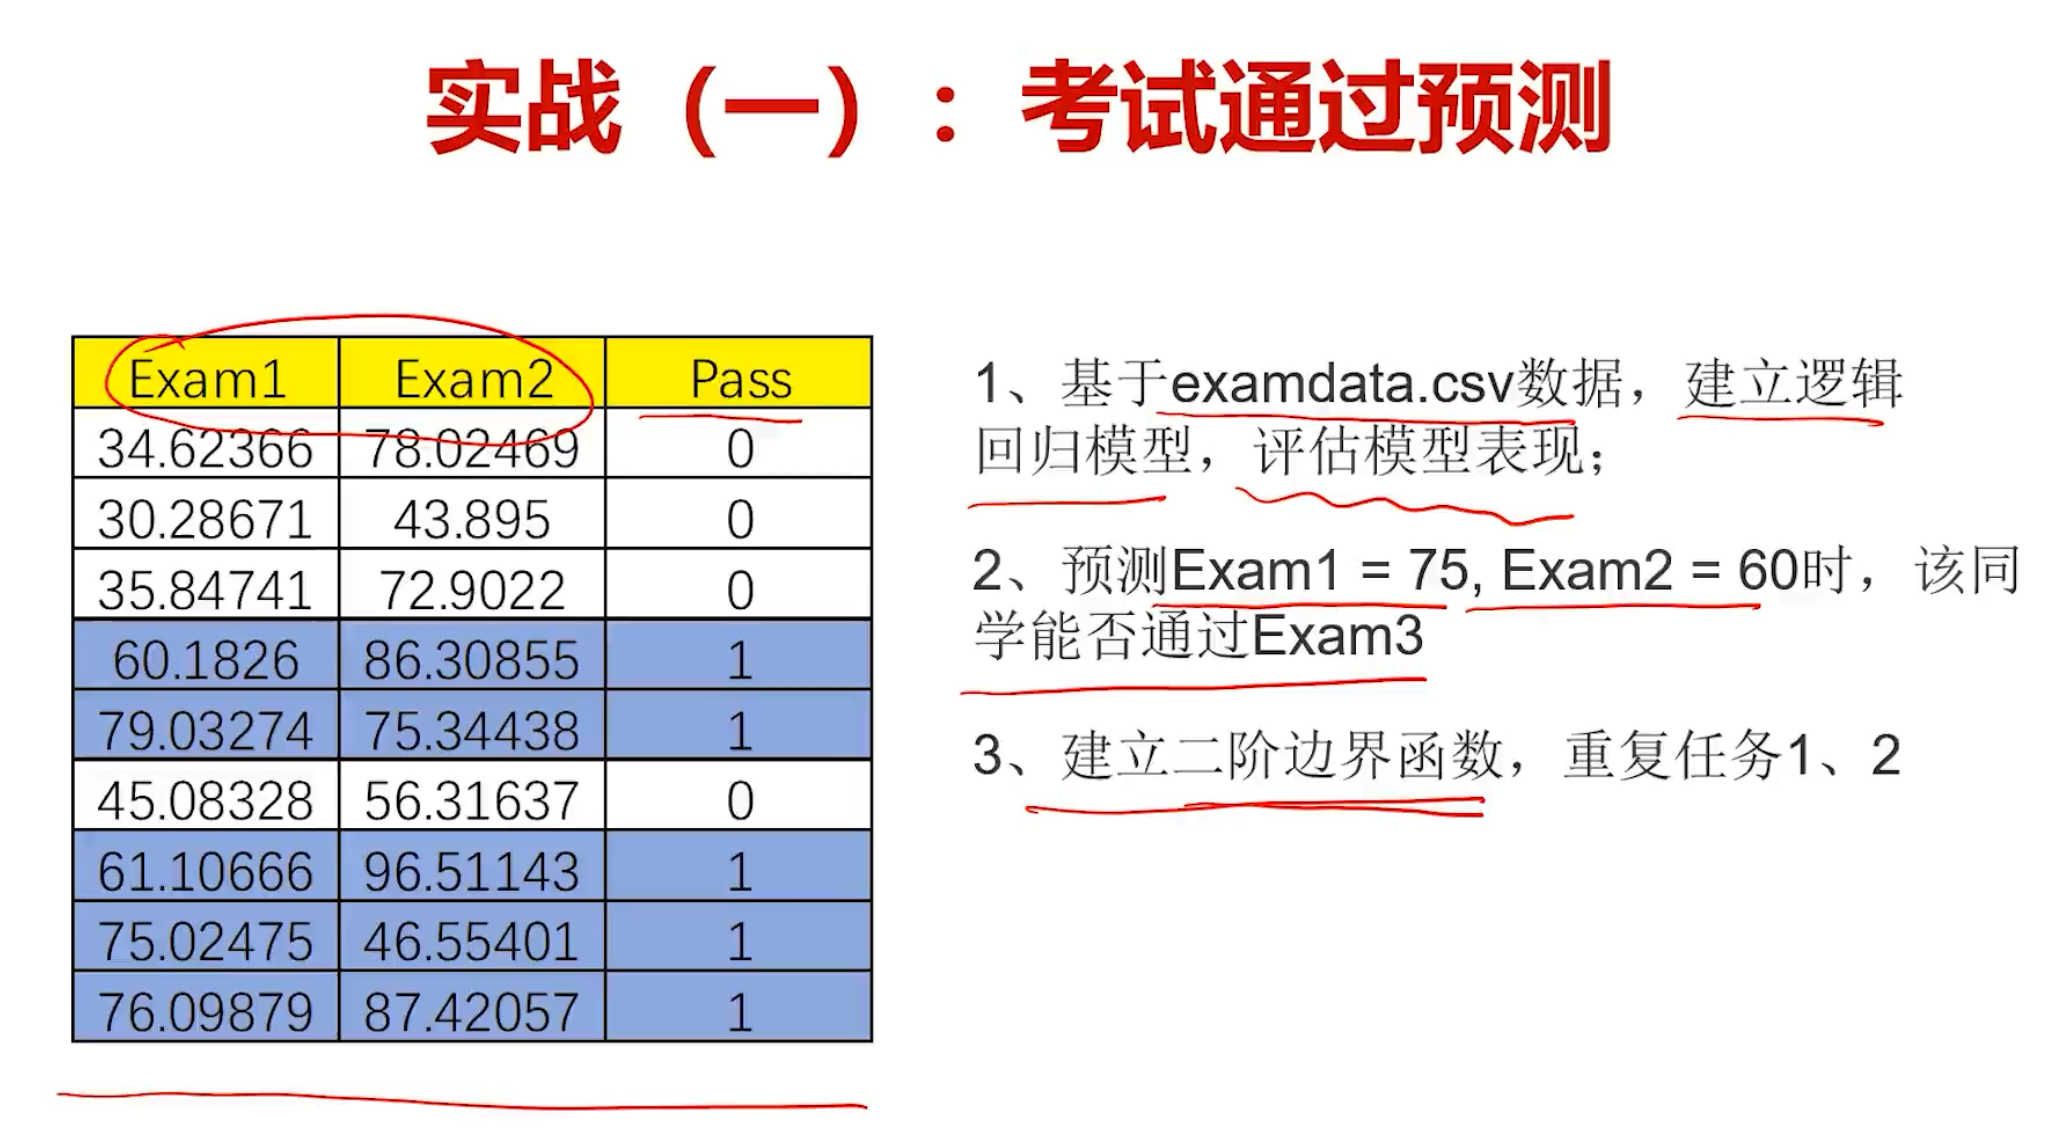 实战（一）：考试通过预测
Exam1 Exam2 Pass
34.62366 78.02469 0
30.28671 43.895 0
35.84741 72.9022 0
60.1826 86.30855 1
79.03274 75.34438 1
45.08328 56.31637 0
61.10666 96.51143 1
75.02475 46.55401 1
76.09879 87.42057 1
1、基于examdata.csv数据，建立逻辑
回归模型，评估模型表现；
2、预测Exam1 = 75, Exam2 = 60时，该同
学能否通过Exam3
3、建立二阶边界函数，重复任务1、2